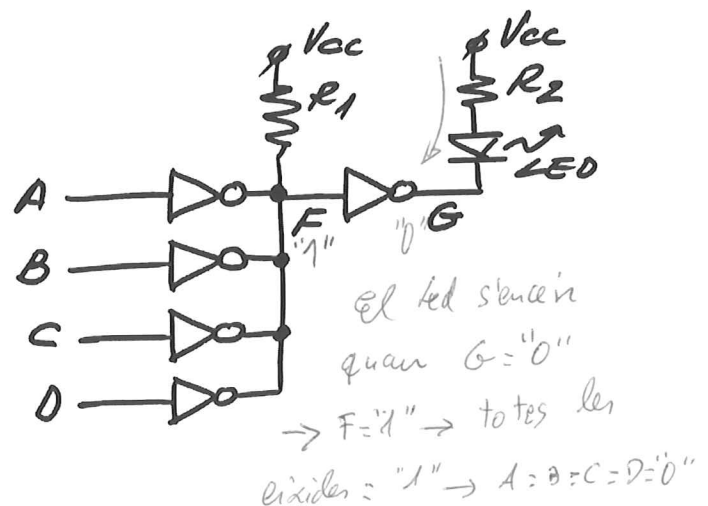 Vcc
Vcc
R1
R2
LED
A
F
G
"1"
"0"
B
C
D
El led s'encén
quan G="0"
→ F="1" → totes les
eixides = "1" → A=B=C=D="0"